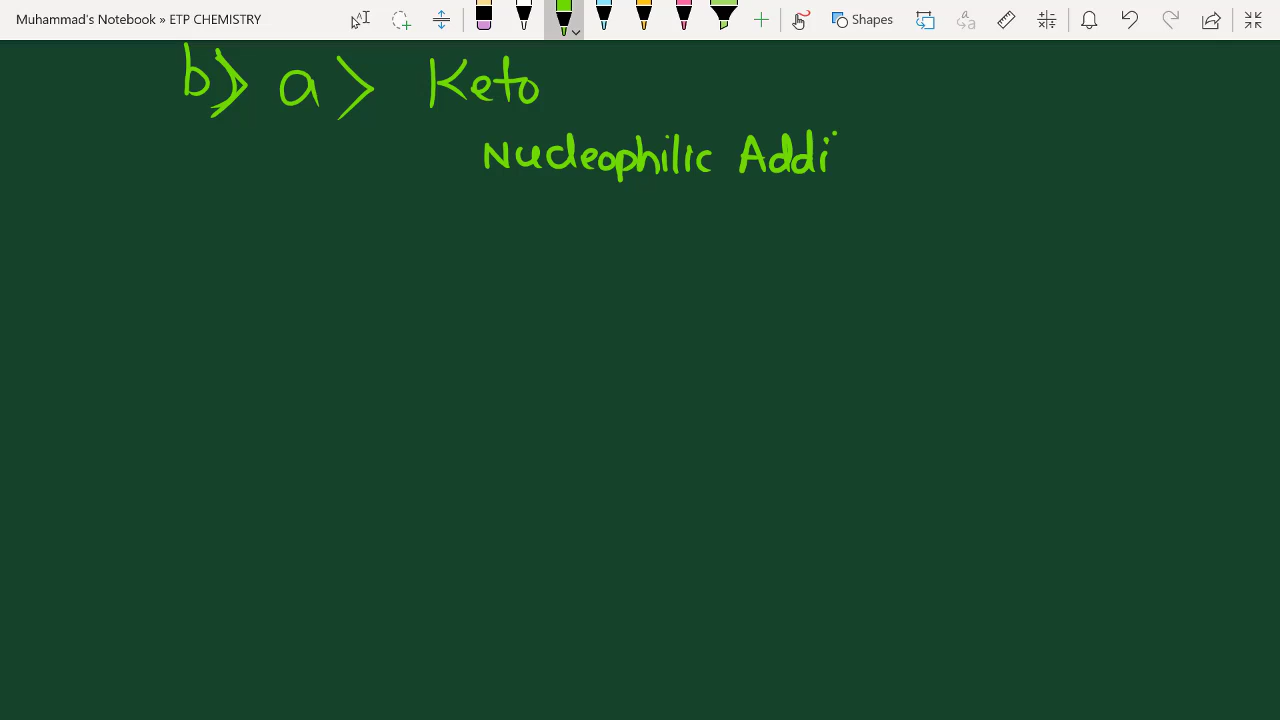 Muhammad's Notebook » ETP CHEMISTRY
Shapes
b) a > Keto
Nucleophilic Addi